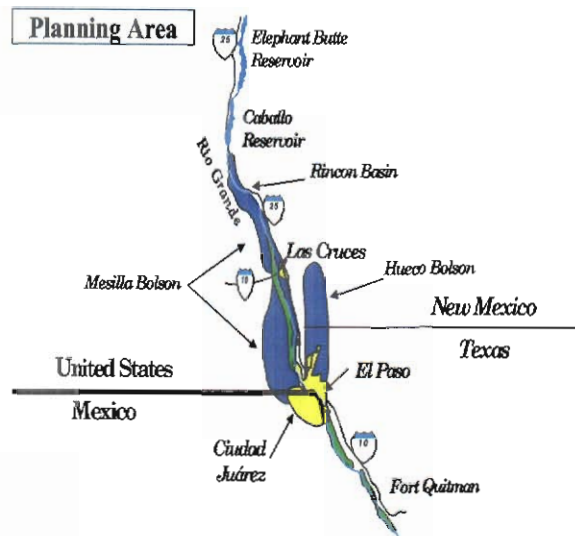 Planning Area
25
Elephant Butte
Reservoir
Caballo
Reservoir
Rio Grande
Rincon Basin
25
Las Cruces
Hueco Bolson
Mesilla Bolson
10
New Mexico
Texas
United States
El Paso
Mexico
Ciudad
Juárez
10
Fort Quitman